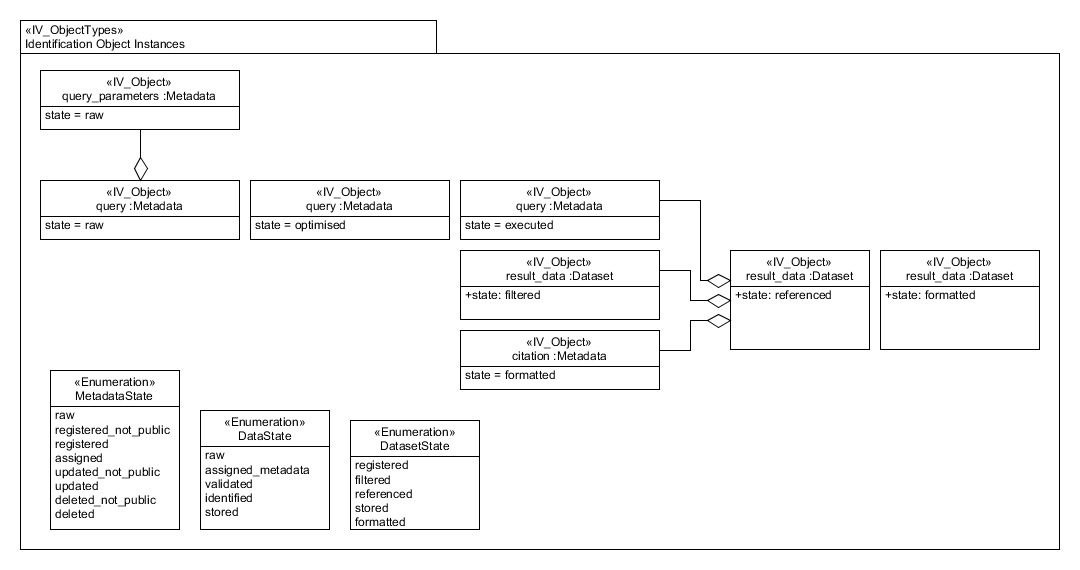 «IV_ObjectTypes»
Identification Object Instances
«IV_Object»
query_parameters :Metadata
state = raw
«IV_Object»
query :Metadata
state = raw
«IV_Object»
query :Metadata
state = optimised
«IV_Object»
query :Metadata
state = executed
«IV_Object»
result_data :Dataset
+state: filtered
«IV_Object»
result_data :Dataset
+state: referenced
«IV_Object»
result_data :Dataset
+state: formatted
«IV_Object»
citation :Metadata
state = formatted
«Enumeration»
MetadataState
raw
registered_not_public
registered
assigned
updated_not_public
updated
deleted_not_public
deleted
«Enumeration»
DataState
raw
assigned_metadata
validated
identified
stored
«Enumeration»
DatasetState
registered
filtered
referenced
stored
formatted